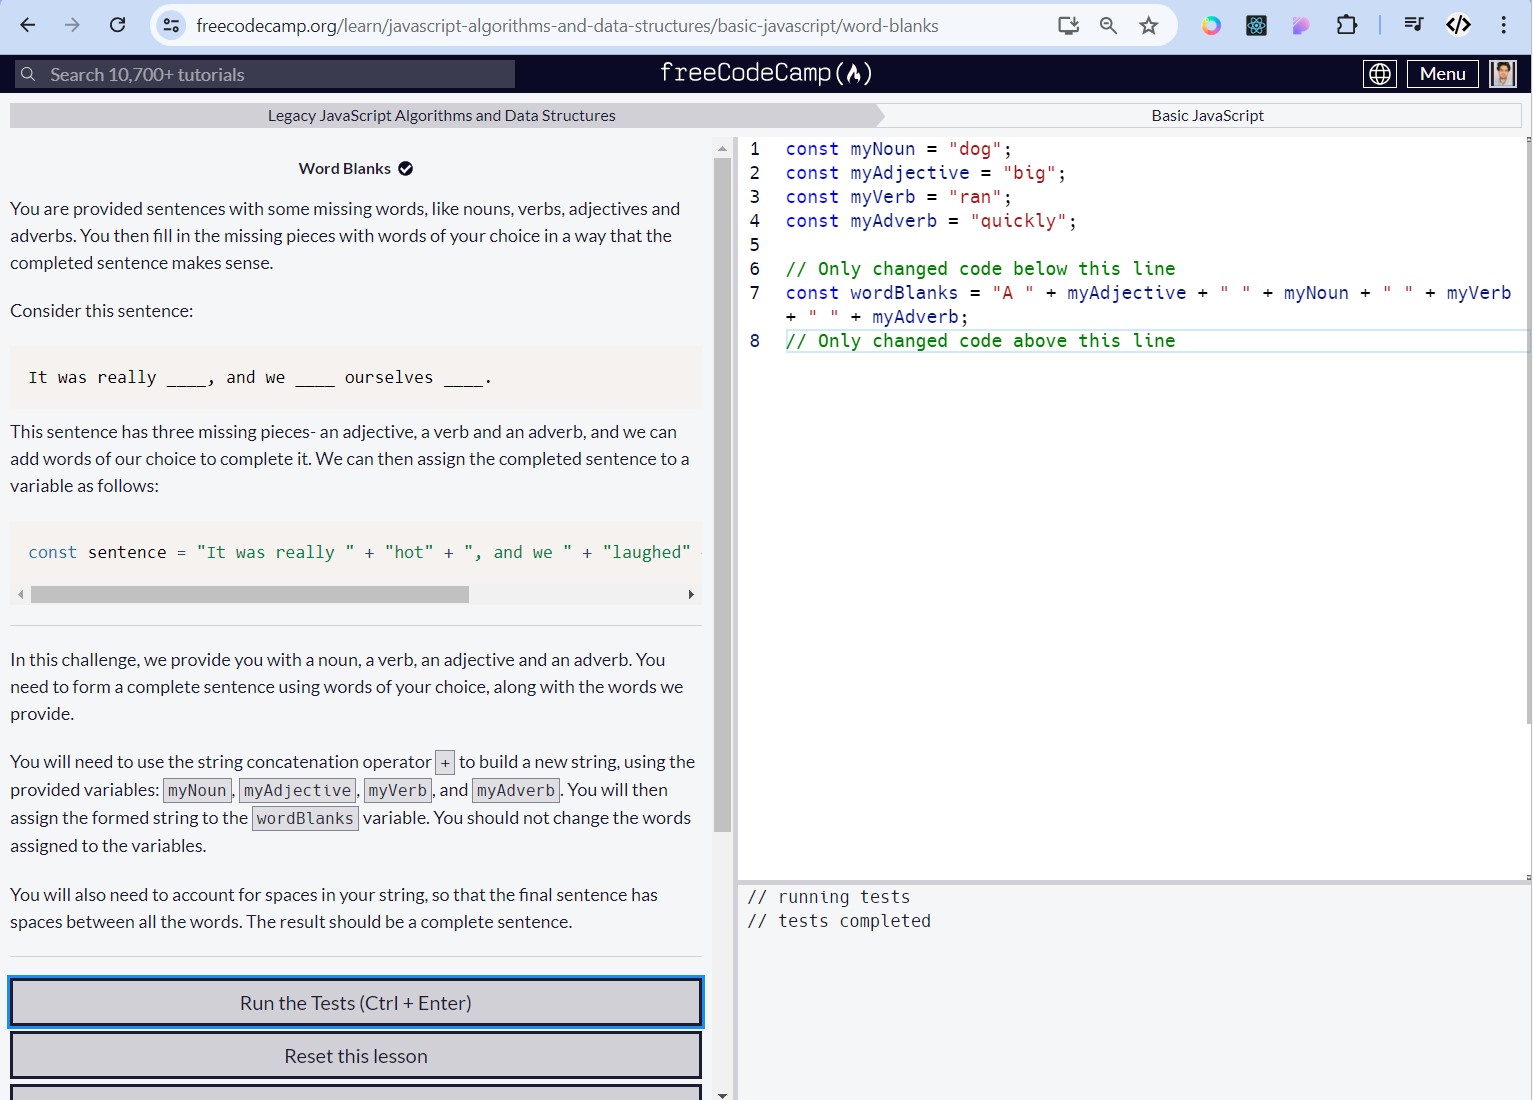 freecodecamp.org/learn/javascript-algorithms-and-data-structures/basic-javascript/word-blanks
Search 10,700+ tutorials
freeCodeCamp
Menu
Legacy JavaScript Algorithms and Data Structures
Basic JavaScript
Word Blanks
You are provided sentences with some missing words, like nouns, verbs, adjectives and
adverbs. You then fill in the missing pieces with words of your choice in a way that the
completed sentence makes sense.
Consider this sentence:
It was really ____, and we ____ ourselves ____.
This sentence has three missing pieces- an adjective, a verb and an adverb, and we can
add words of our choice to complete it. We can then assign the completed sentence to a
variable as follows:
const sentence = "It was really " + "hot" + ", and we " + "laughed"
In this challenge, we provide you with a noun, a verb, an adjective and an adverb. You
need to form a complete sentence using words of your choice, along with the words we
provide.
You will need to use the string concatenation operator + to build a new string, using the
provided variables: myNoun, myAdjective, myVerb, and myAdverb. You will then
assign the formed string to the wordBlanks variable. You should not change the words
assigned to the variables.
You will also need to account for spaces in your string, so that the final sentence has
spaces between all the words. The result should be a complete sentence.
Run the Tests (Ctrl + Enter)
Reset this lesson
1 const myNoun = "dog";
2 const myAdjective = "big";
3 const myVerb = "ran";
4 const myAdverb = "quickly";
5
6 // Only changed code below this line
7 const wordBlanks = "A " + myAdjective + " " + myNoun + " " + myVerb
+ " " + myAdverb;
8 // Only changed code above this line
// running tests
// tests completed